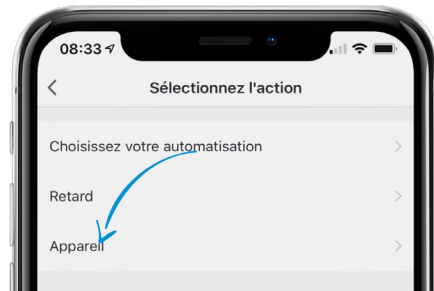 08:33
Sélectionnez l'action
Choisissez votre automatisation
Retard
Appareil